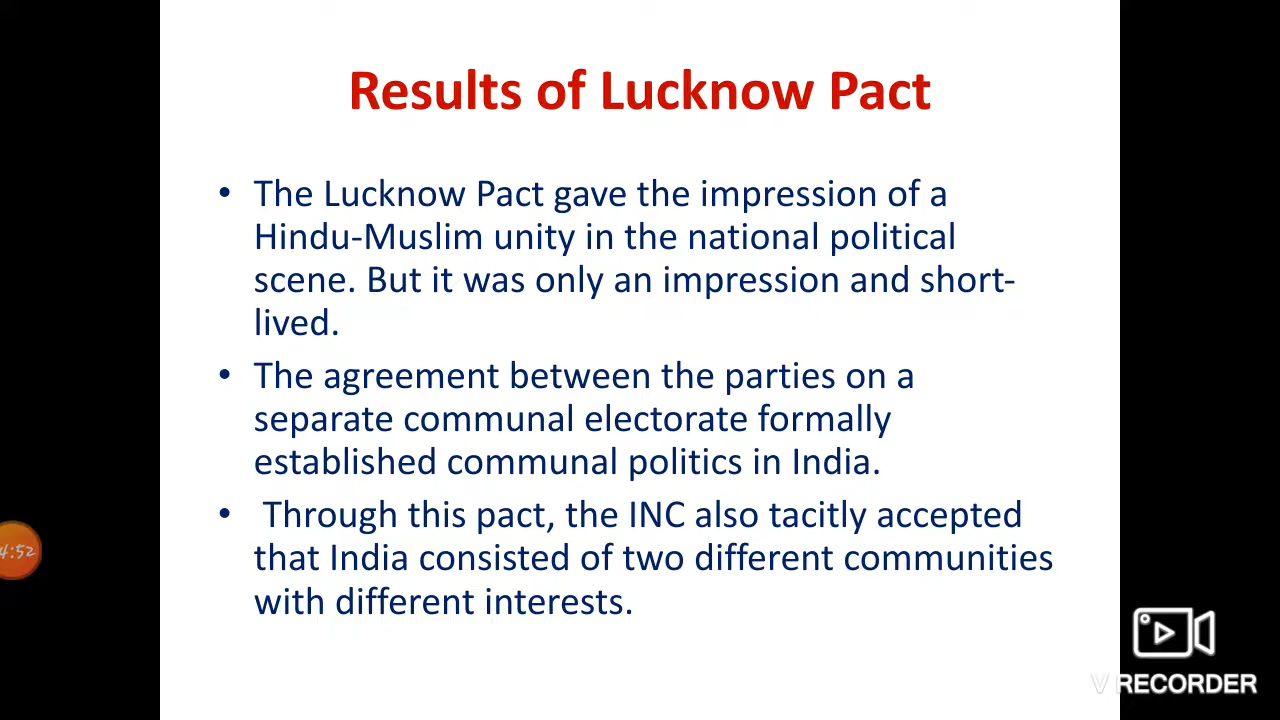 Results of Lucknow Pact
• The Lucknow Pact gave the impression of a
Hindu-Muslim unity in the national political
scene. But it was only an impression and short-
lived.
• The agreement between the parties on a
separate communal electorate formally
established communal politics in India.
• Through this pact, the INC also tacitly accepted
that India consisted of two different communities
with different interests.
4:52
V RECORDER